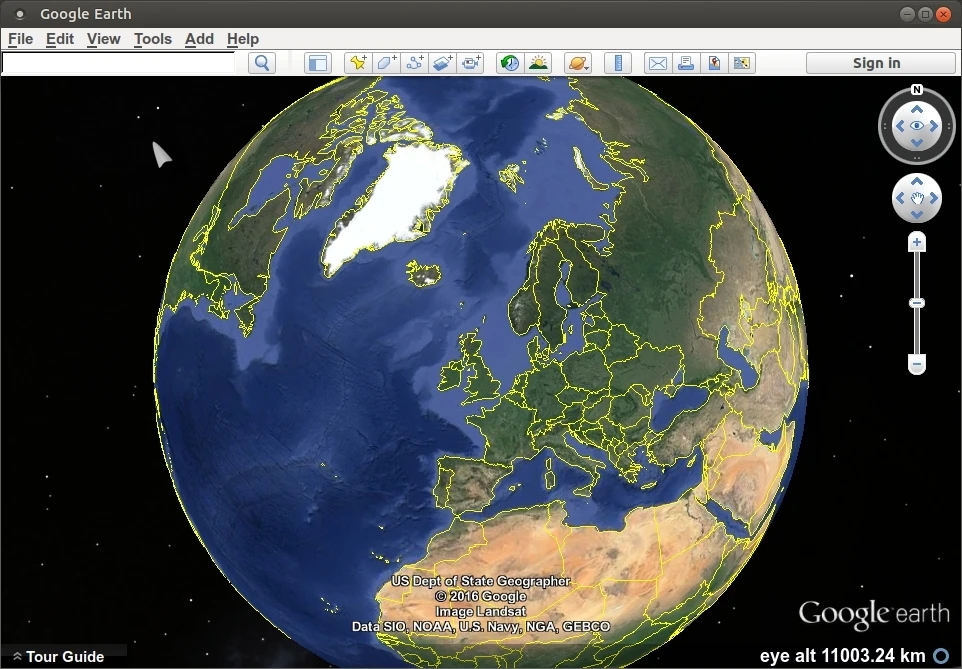 Google Earth
File Edit View Tools Add Help
Sign in
N
US Dept of State Geographer
© 2016 Google
Image Landsat
Data SIO, NOAA, U.S. Navy, NGA, GEBCO
Google earth
Tour Guide
eye alt 11003.24 km